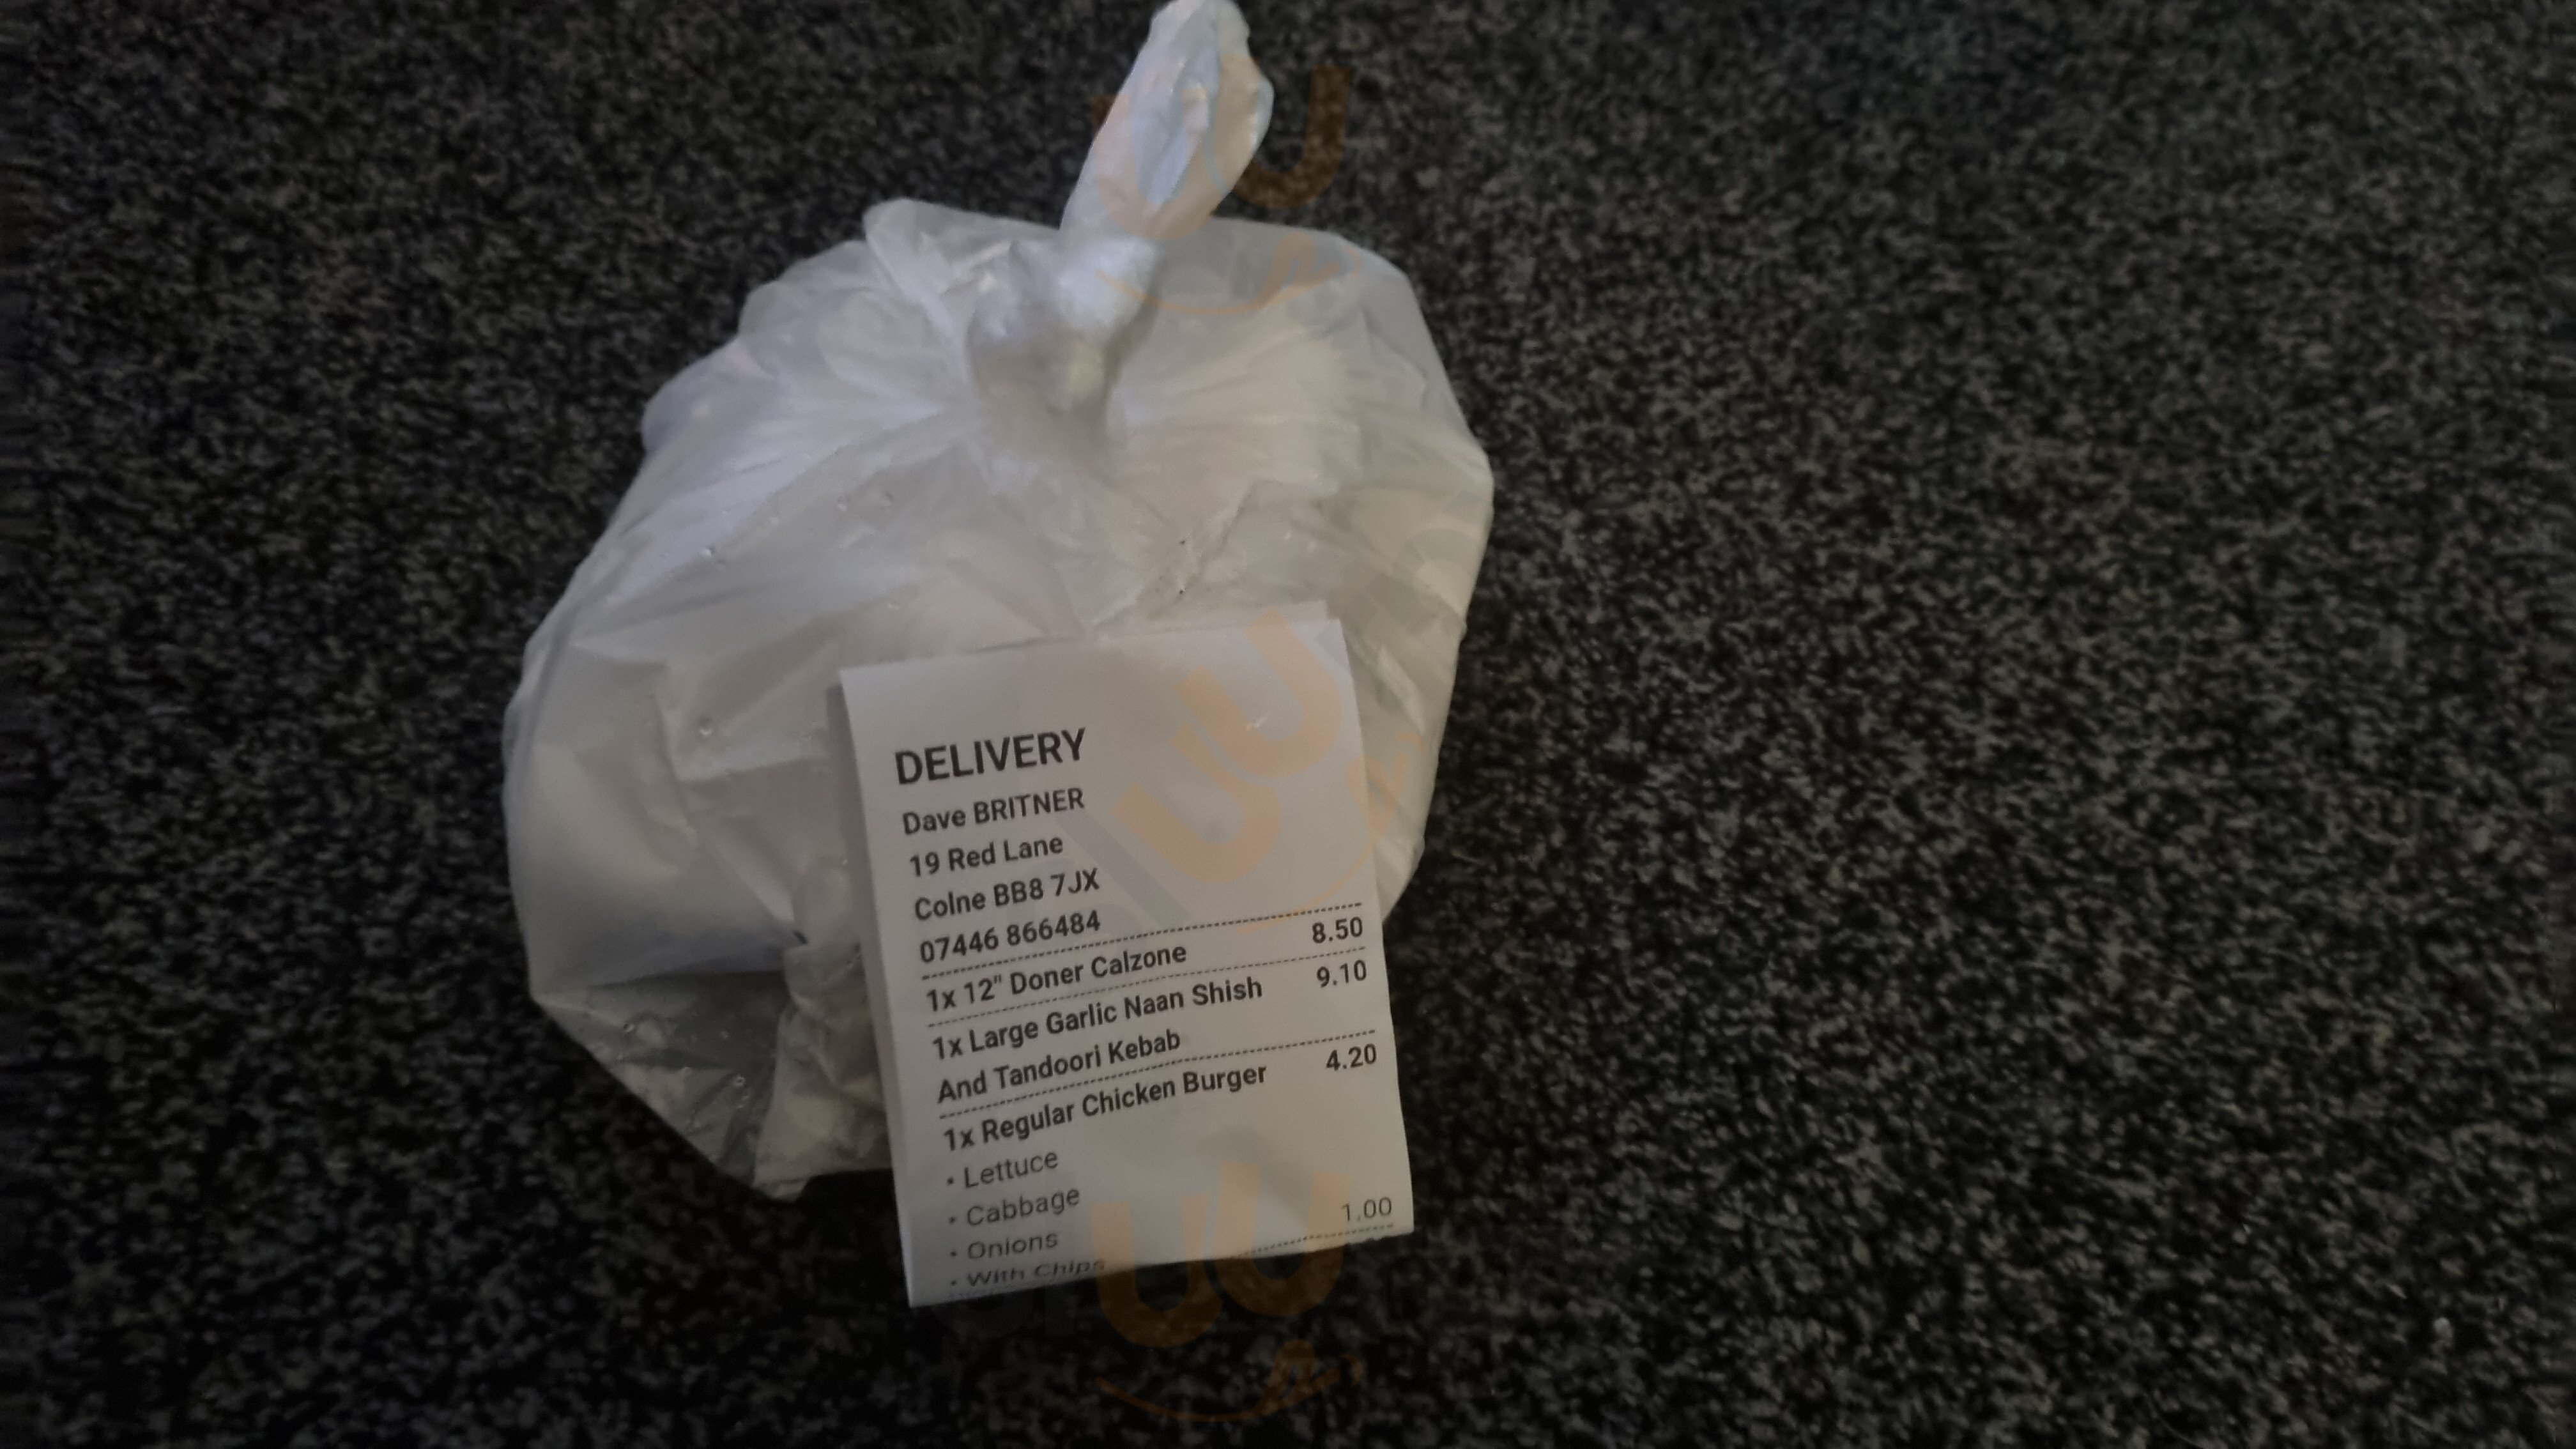 DELIVERY
Dave BRITNER
19 Red Lane
Colne BB8 7JX
07446 866484
1x 12" Doner Calzone 8.50
1x Large Garlic Naan Shish 9.10
And Tandoori Kebab
1x Regular Chicken Burger 4.20
• Lettuce
• Cabbage
• Onions
• With Chips 1.00